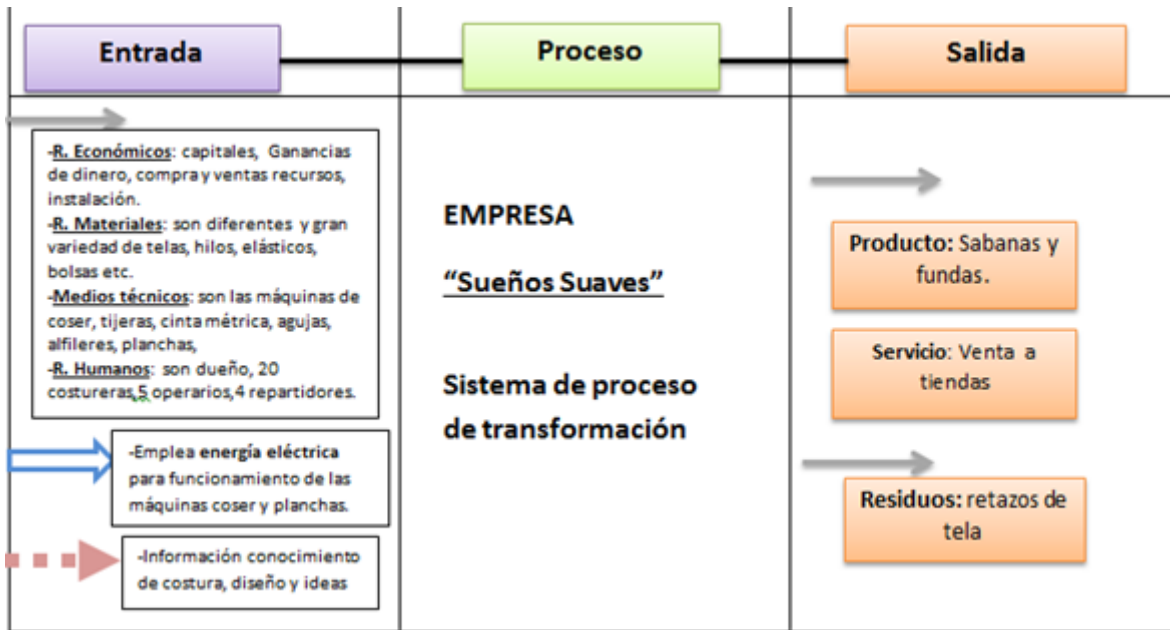 Entrada
Proceso
Salida
-R. Económicos: capitales, Ganancias
de dinero, compra y ventas recursos,
instalación.
-R. Materiales: son diferentes y gran
variedad de telas, hilos, elásticos,
bolsas etc.
-Medios técnicos: son las máquinas de
coser, tijeras, cinta métrica, agujas,
alfileres, planchas,
-R. Humanos: son dueño, 20
costureras,5 operarios,4 repartidores.
-Emplea energía eléctrica
para funcionamiento de las
máquinas coser y planchas.
-Información conocimiento
de costura, diseño y ideas
EMPRESA
“Sueños Suaves”
Sistema de proceso
de transformación
Producto: Sabanas y
fundas.
Servicio: Venta a
tiendas
Residuos: retazos de
tela